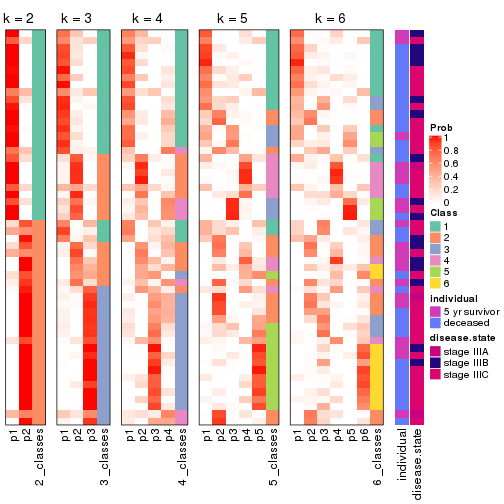 k = 2
k = 3
k = 4
k = 5
k = 6
p1
p2
2_classes
p1
p2
p3
3_classes
p1
p2
p3
p4
4_classes
p1
p2
p3
p4
p5
5_classes
p1
p2
p3
p4
p5
p6
6_classes
individual
disease.state
Prob
1
0.8
0.6
0.4
0.2
0
Class
1
2
3
4
5
6
individual
5 yr survivor
deceased
disease.state
stage IIIA
stage IIIB
stage IIIC